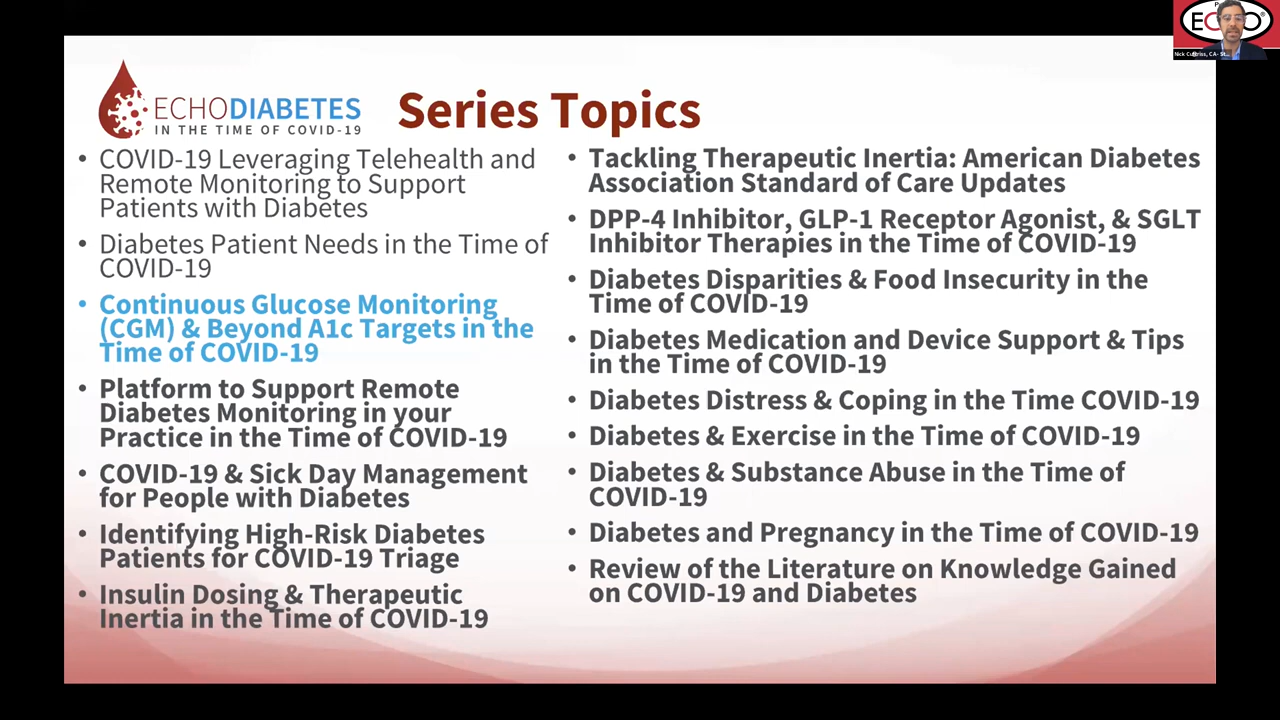 ECHODIABETES
IN THE TIME OF COVID-19
Series Topics
• COVID-19 Leveraging Telehealth and
Remote Monitoring to Support
Patients with Diabetes
• Diabetes Patient Needs in the Time of
COVID-19
• Continuous Glucose Monitoring
(CGM) & Beyond A1c Targets in the
Time of COVID-19
• Platform to Support Remote
Diabetes Monitoring in your
Practice in the Time of COVID-19
• COVID-19 & Sick Day Management
for People with Diabetes
• Identifying High-Risk Diabetes
Patients for COVID-19 Triage
• Insulin Dosing & Therapeutic
Inertia in the Time of COVID-19
• Tackling Therapeutic Inertia: American Diabetes
Association Standard of Care Updates
• DPP-4 Inhibitor, GLP-1 Receptor Agonist, & SGLT
Inhibitor Therapies in the Time of COVID-19
• Diabetes Disparities & Food Insecurity in the
Time of COVID-19
• Diabetes Medication and Device Support & Tips
in the Time of COVID-19
• Diabetes Distress & Coping in the Time COVID-19
• Diabetes & Exercise in the Time of COVID-19
• Diabetes & Substance Abuse in the Time of
COVID-19
• Diabetes and Pregnancy in the Time of COVID-19
• Review of the Literature on Knowledge Gained
on COVID-19 and Diabetes